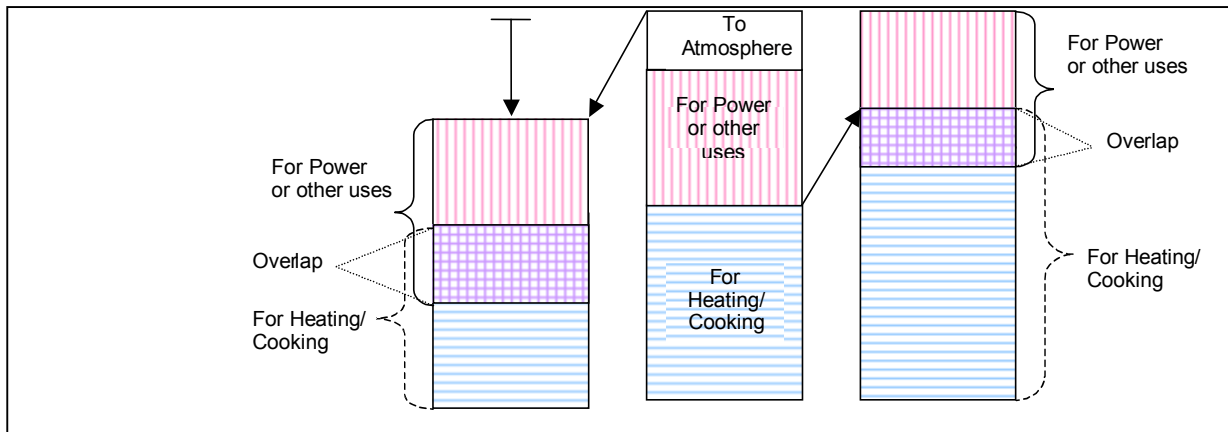 For Power
or other uses
Overlap
For Heating/
Cooking
To
Atmosphere
For Power
or other
uses
For
Heating/
Cooking
For Power
or other uses
Overlap
For Heating/
Cooking